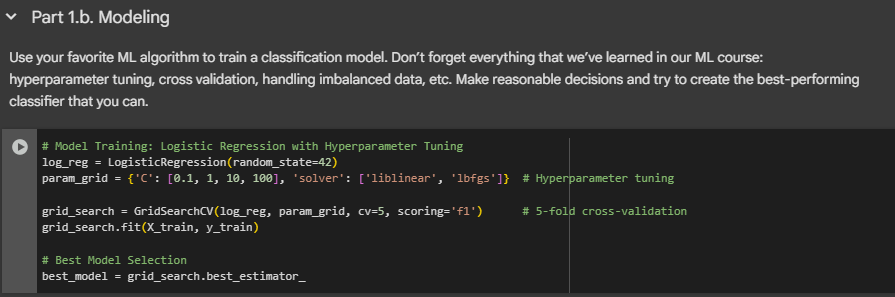 Part 1.b. Modeling
Use your favorite ML algorithm to train a classification model. Don’t forget everything that we’ve learned in our ML course:
hyperparameter tuning, cross validation, handling imbalanced data, etc. Make reasonable decisions and try to create the best-performing
classifier that you can.
# Model Training: Logistic Regression with Hyperparameter Tuning
log_reg = LogisticRegression(random_state=42)
param_grid = {'C': [0.1, 1, 10, 100], 'solver': ['liblinear', 'lbfgs']}  # Hyperparameter tuning
grid_search = GridSearchCV(log_reg, param_grid, cv=5, scoring='f1')      # 5-fold cross-validation
grid_search.fit(X_train, y_train)
# Best Model Selection
best_model = grid_search.best_estimator_